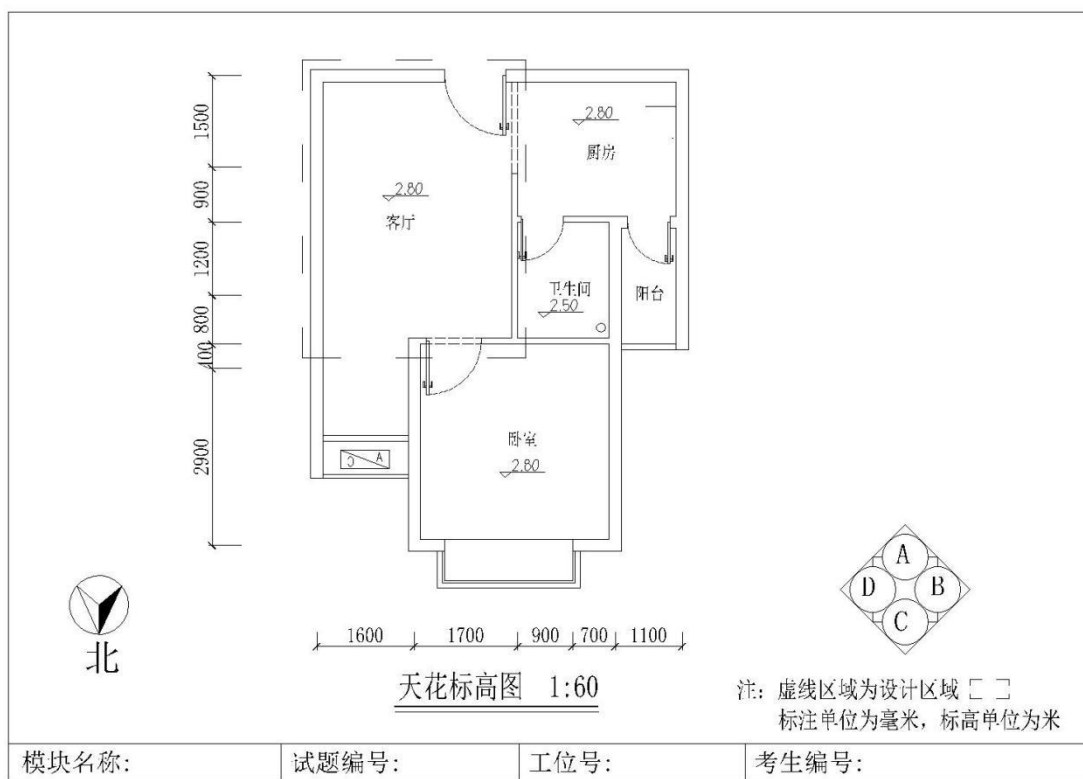 1500
2.80
厨房
900
2.80
客厅
1200
卫生间
2.50
阳台
800
400
卧室
2.80
2900
C A
A
D B
C
北
1600 1700 900 700 1100
天花标高图 1:60
注: 虚线区域为设计区域
标注单位为毫米, 标高单位为米
模块名称: 试题编号: 工位号: 考生编号: